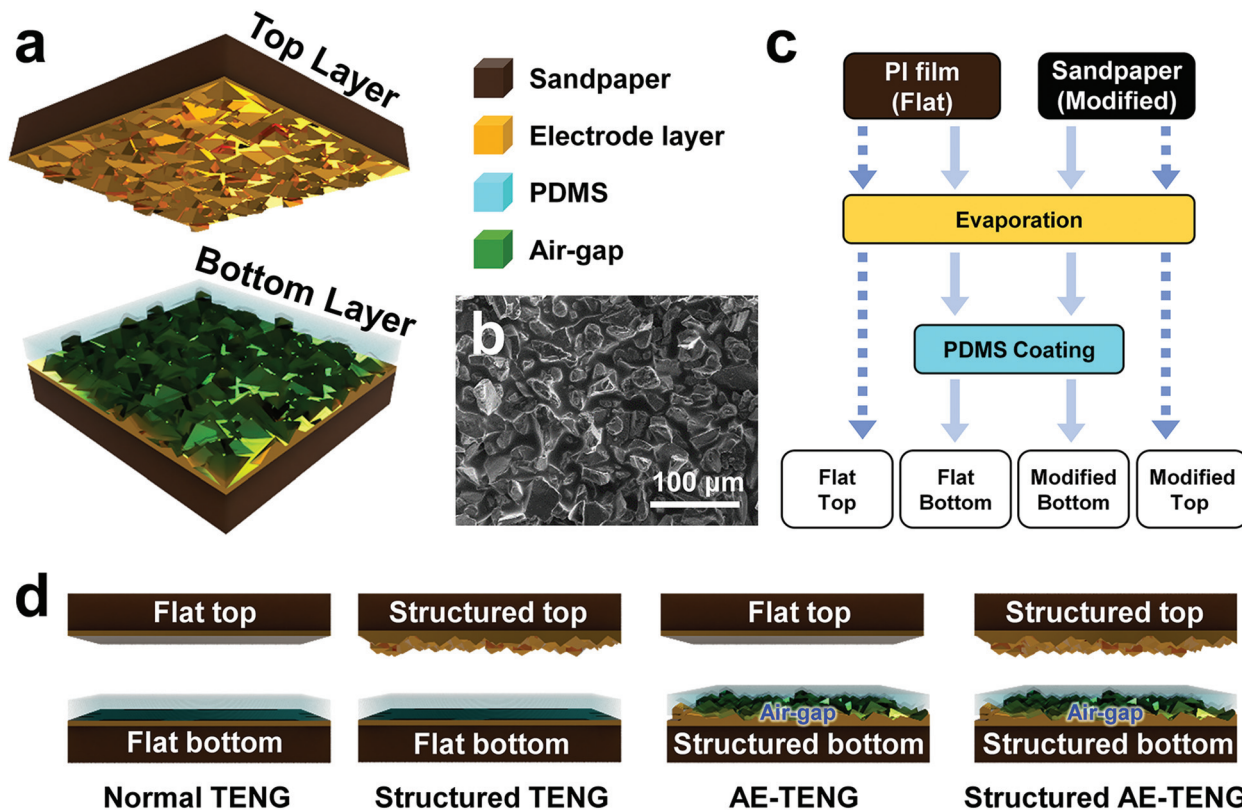 a
Top Layer
Bottom Layer
Sandpaper
Electrode layer
PDMS
Air-gap
b
100 µm
c
PI film
(Flat)
Sandpaper
(Modified)
Evaporation
PDMS Coating
Flat
Top
Flat
Bottom
Modified
Bottom
Modified
Top
d
Flat top
Flat bottom
Normal TENG
Structured top
Flat bottom
Structured TENG
Flat top
Air-gap
Structured bottom
AE-TENG
Structured top
Air-gap
Structured bottom
Structured AE-TENG